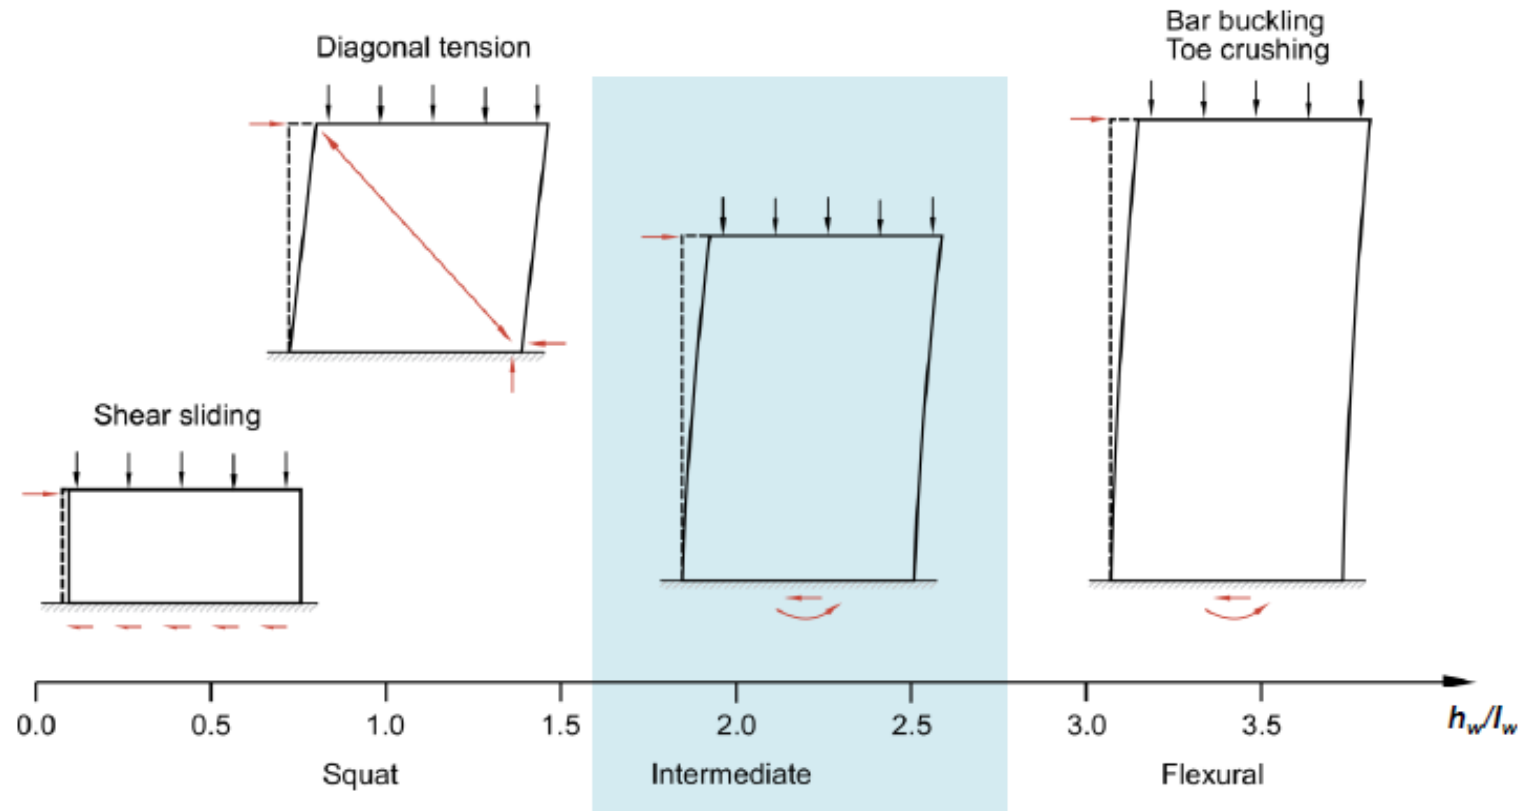 Bar buckling
Toe crushing
Diagonal tension
Shear sliding
0.0 0.5 1.0 1.5 2.0 2.5 3.0 3.5 hw/lw
Squat Intermediate Flexural